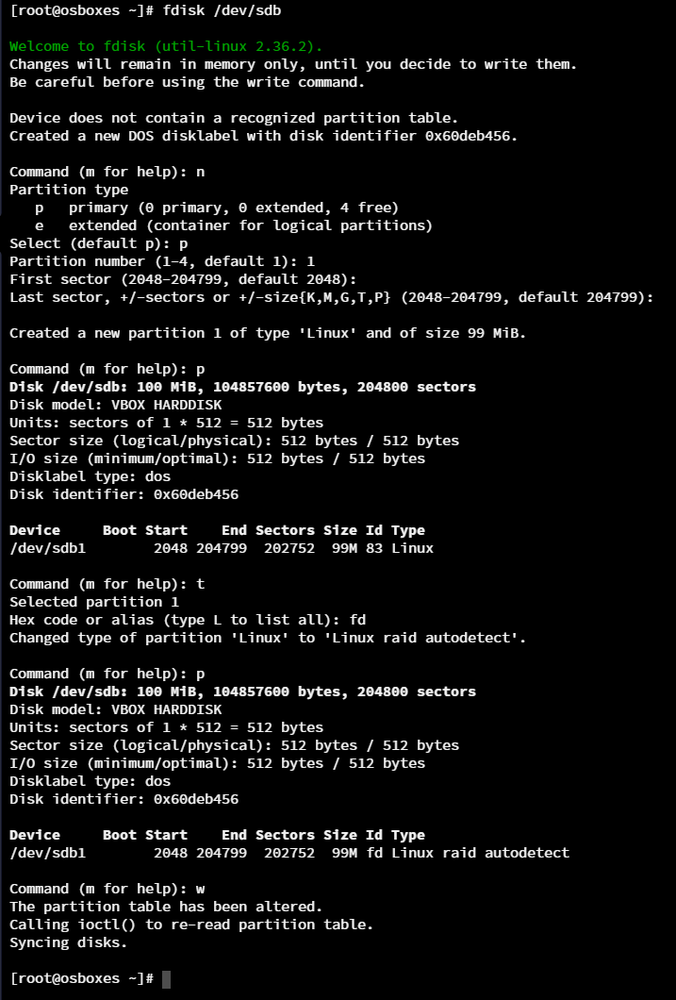 [root@osboxes ~]# fdisk /dev/sdb

Welcome to fdisk (util-linux 2.36.2).
Changes will remain in memory only, until you decide to write them.
Be careful before using the write command.

Device does not contain a recognized partition table.
Created a new DOS disklabel with disk identifier 0x60deb456.

Command (m for help): n
Partition type
   p   primary (0 primary, 0 extended, 4 free)
   e   extended (container for logical partitions)
Select (default p): p
Partition number (1-4, default 1): 1
First sector (2048-204799, default 2048):
Last sector, +/-sectors or +/-size{K,M,G,T,P} (2048-204799, default 204799):

Created a new partition 1 of type 'Linux' and of size 99 MiB.

Command (m for help): p
Disk /dev/sdb: 100 MiB, 104857600 bytes, 204800 sectors
Disk model: VBOX HARDDISK
Units: sectors of 1 * 512 = 512 bytes
Sector size (logical/physical): 512 bytes / 512 bytes
I/O size (minimum/optimal): 512 bytes / 512 bytes
Disklabel type: dos
Disk identifier: 0x60deb456

Device     Boot Start    End Sectors Size Id Type
/dev/sdb1        2048 204799  202752  99M 83 Linux

Command (m for help): t
Selected partition 1
Hex code or alias (type L to list all): fd
Changed type of partition 'Linux' to 'Linux raid autodetect'.

Command (m for help): p
Disk /dev/sdb: 100 MiB, 104857600 bytes, 204800 sectors
Disk model: VBOX HARDDISK
Units: sectors of 1 * 512 = 512 bytes
Sector size (logical/physical): 512 bytes / 512 bytes
I/O size (minimum/optimal): 512 bytes / 512 bytes
Disklabel type: dos
Disk identifier: 0x60deb456

Device     Boot Start    End Sectors Size Id Type
/dev/sdb1        2048 204799  202752  99M fd Linux raid autodetect

Command (m for help): w
The partition table has been altered.
Calling ioctl() to re-read partition table.
Syncing disks.

[root@osboxes ~]#